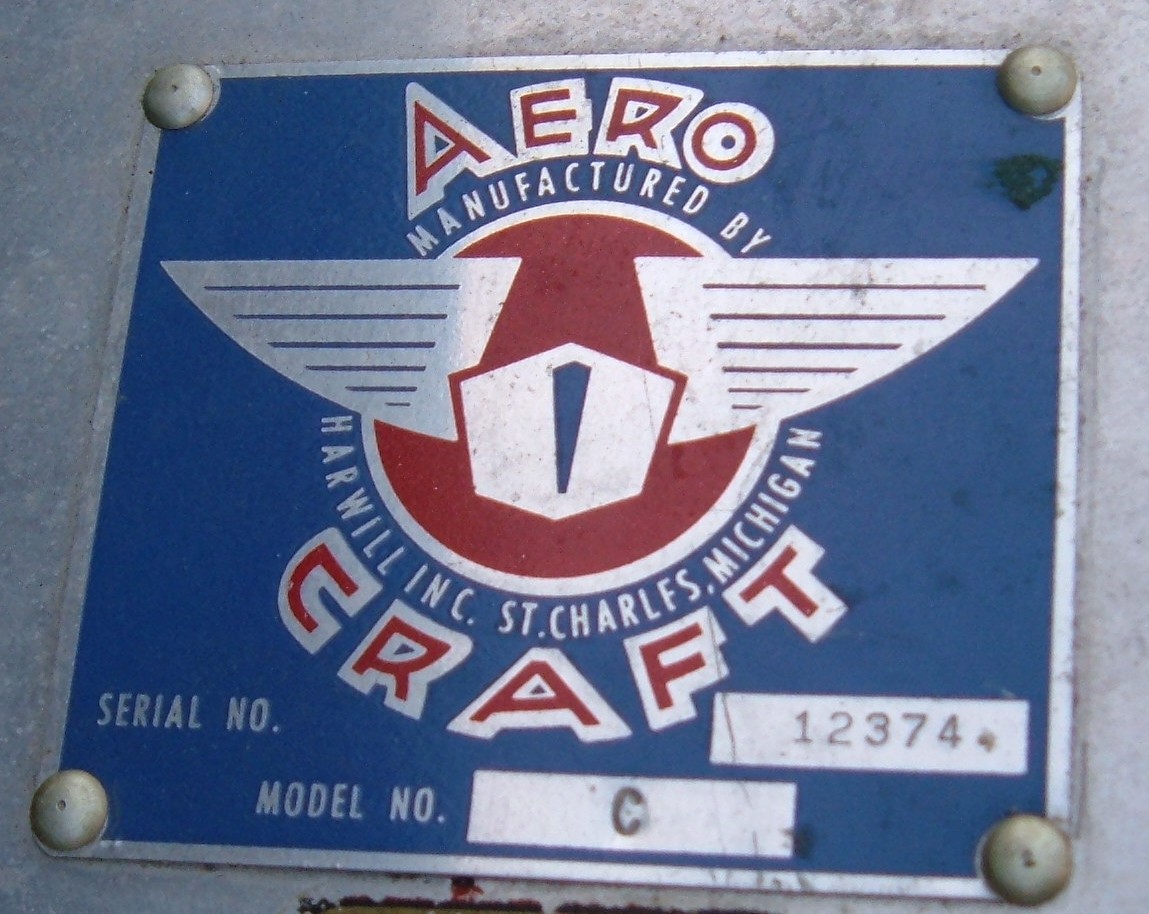 AERO
MANUFACTURED BY
HARWILL INC. ST. CHARLES, MICHIGAN
CRAFT
SERIAL NO. 12374
MODEL NO. C